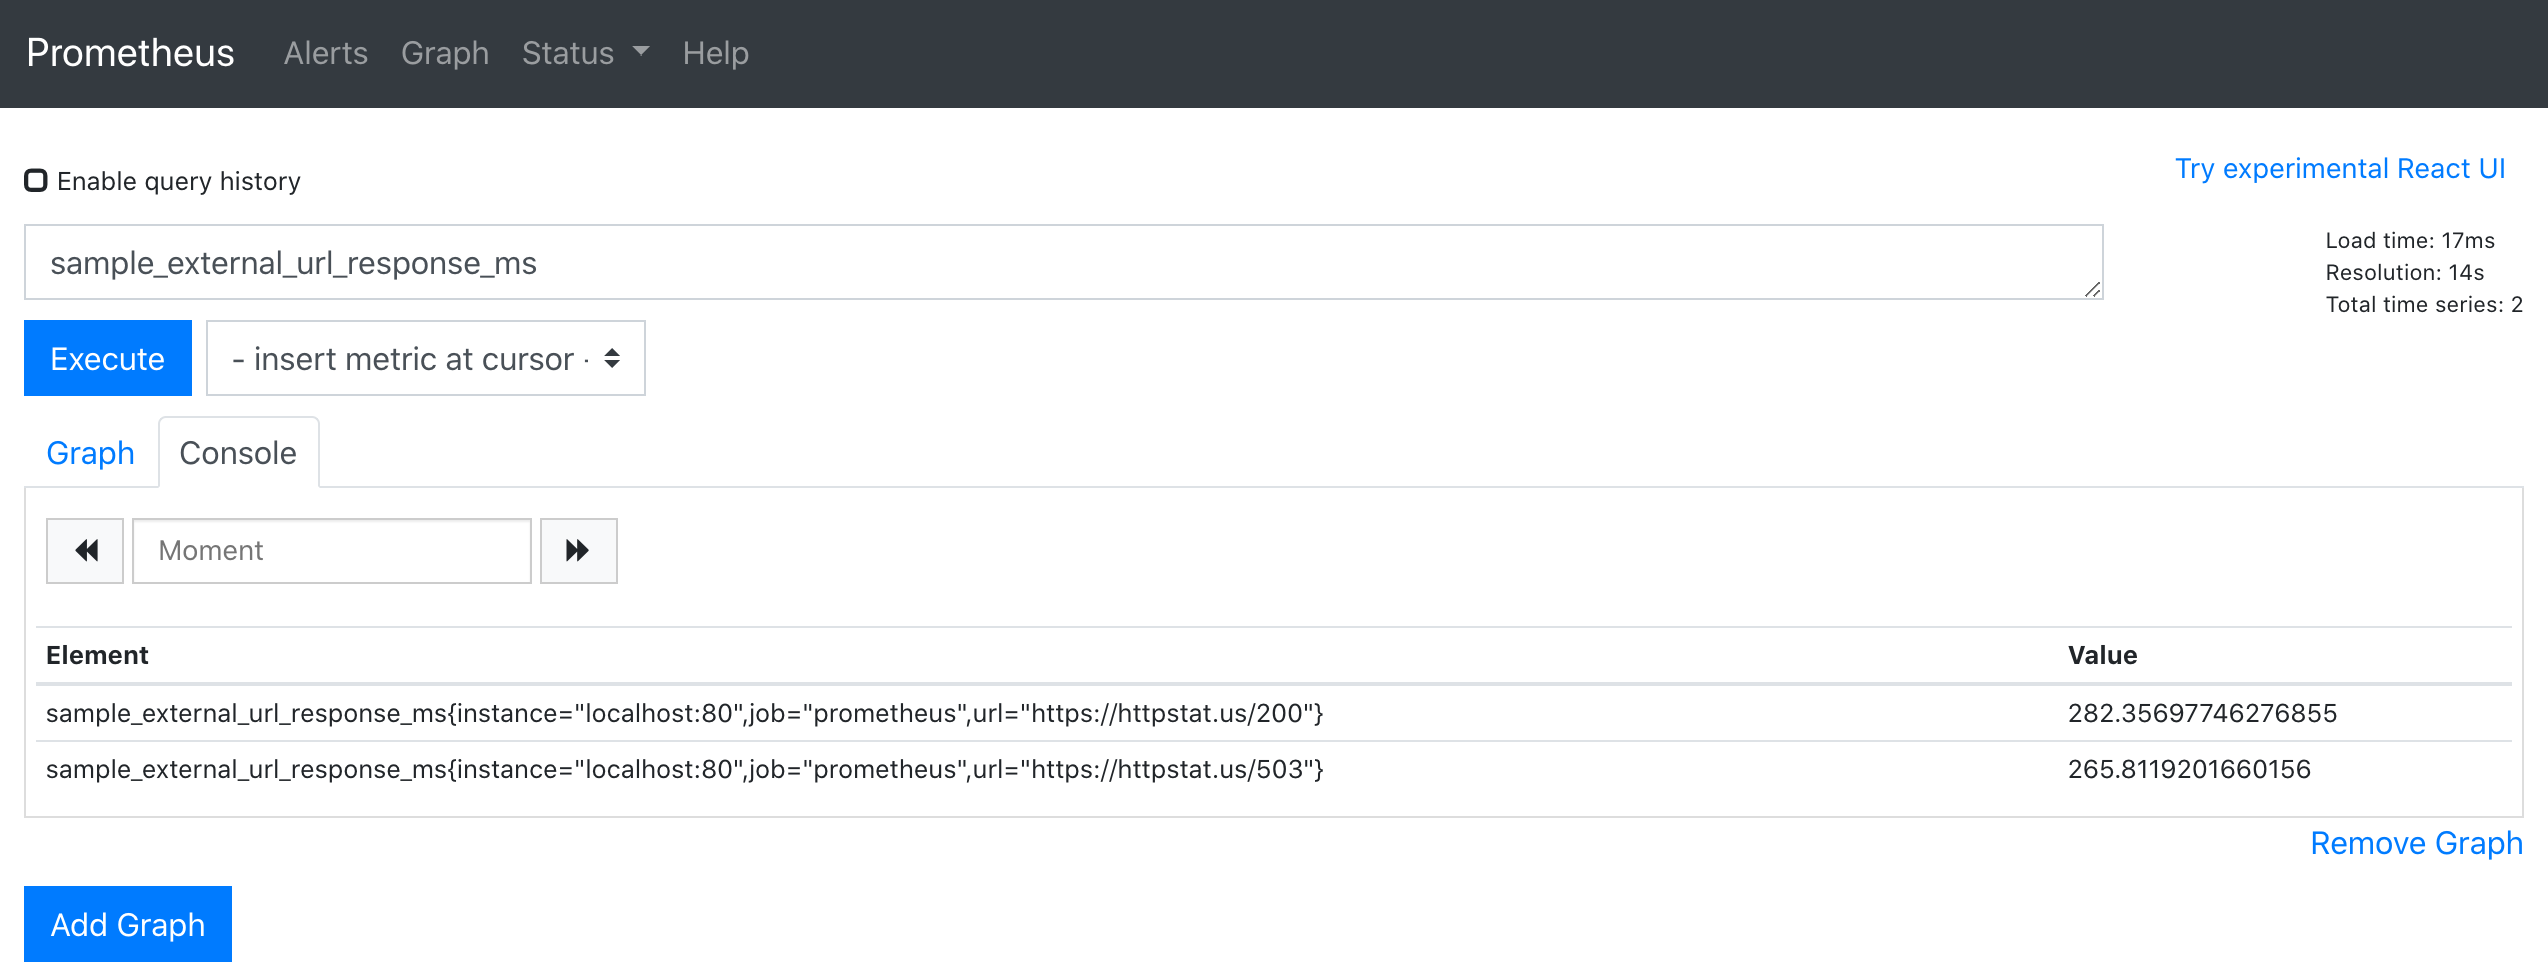 Prometheus Alerts Graph Status Help
Enable query history
Try experimental React UI
sample_external_url_response_ms
Load time: 17ms
Resolution: 14s
Total time series: 2
Execute
- insert metric at cursor -
Graph Console
Moment
Element Value
sample_external_url_response_ms{instance="localhost:80",job="prometheus",url="https://httpstat.us/200"} 282.35697746276855
sample_external_url_response_ms{instance="localhost:80",job="prometheus",url="https://httpstat.us/503"} 265.8119201660156
Remove Graph
Add Graph